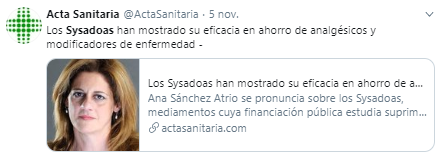 Acta Sanitaria @ActaSanitaria · 5 nov.
Los Sysadoas han mostrado su eficacia en ahorro de analgésicos y
modificadores de enfermedad -
Los Sysadoas han mostrado su eficacia en ahorro de a...
Ana Sánchez Atrio se pronuncia sobre los Sysadoas,
mediamentos cuya financiación pública estudia suprim...
actasanitaria.com